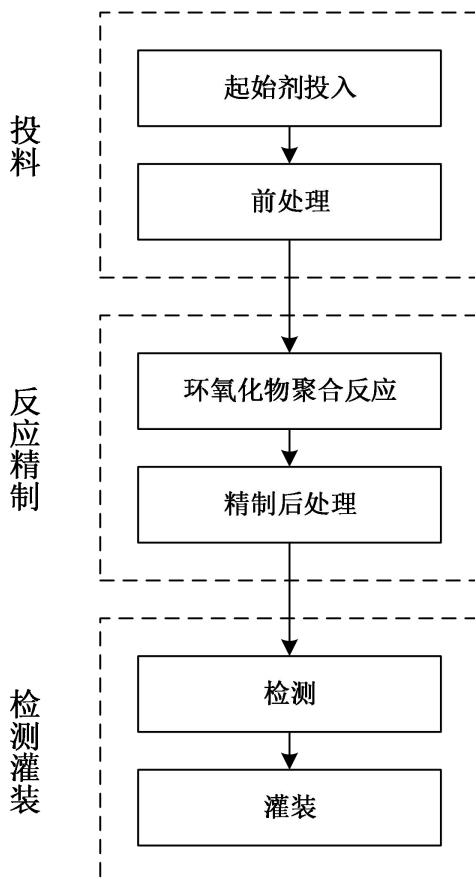 投料
起始剂投入
前处理
反应精制
环氧化物聚合反应
精制后处理
检测灌装
检测
灌装